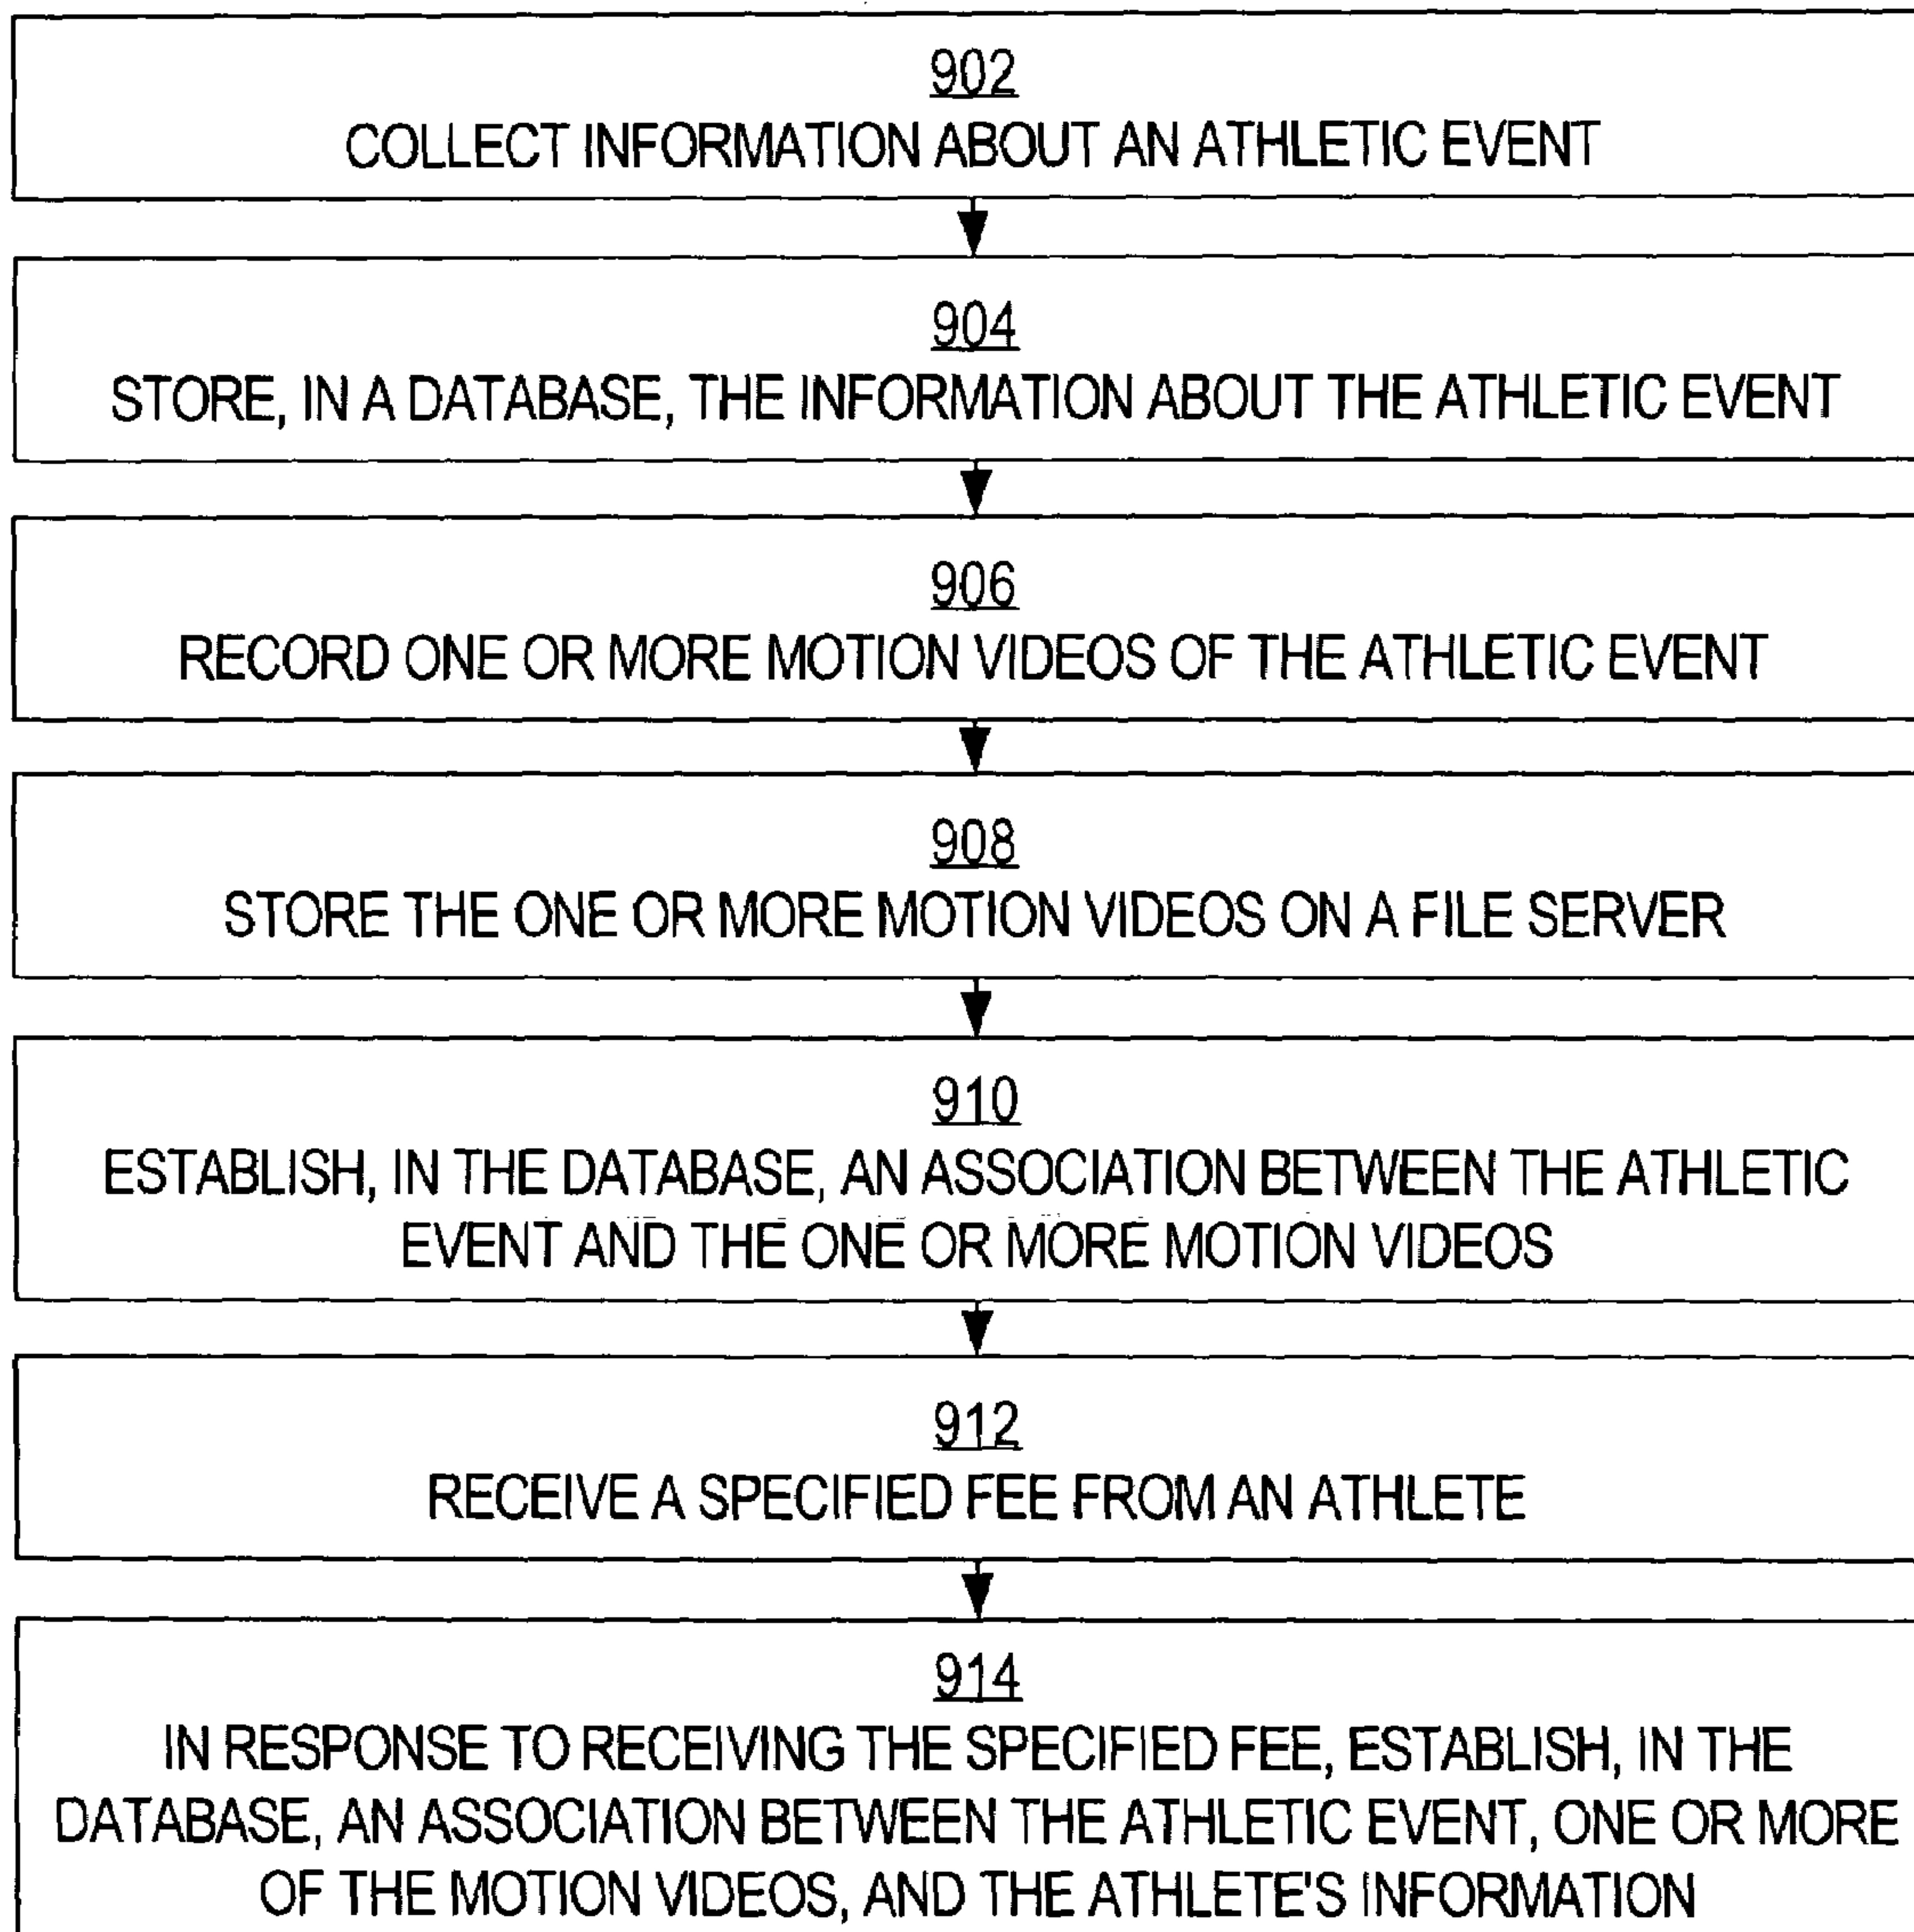 902
COLLECT INFORMATION ABOUT AN ATHLETIC EVENT
904
STORE, IN A DATABASE, THE INFORMATION ABOUT THE ATHLETIC EVENT
906
RECORD ONE OR MORE MOTION VIDEOS OF THE ATHLETIC EVENT
908
STORE THE ONE OR MORE MOTION VIDEOS ON A FILE SERVER
910
ESTABLISH, IN THE DATABASE, AN ASSOCIATION BETWEEN THE ATHLETIC
EVENT AND THE ONE OR MORE MOTION VIDEOS
912
RECEIVE A SPECIFIED FEE FROM AN ATHLETE
914
IN RESPONSE TO RECEIVING THE SPECIFIED FEE, ESTABLISH, IN THE
DATABASE, AN ASSOCIATION BETWEEN THE ATHLETIC EVENT, ONE OR MORE
OF THE MOTION VIDEOS, AND THE ATHLETE'S INFORMATION